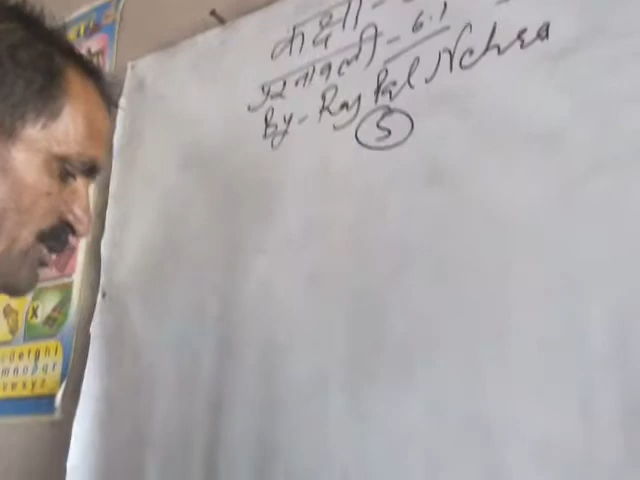 कक्षा -
प्रश्नावली - 6.1
By - Raj Pal Nehra
5
X
c d e f g h i
m n o p q r
v w x y z